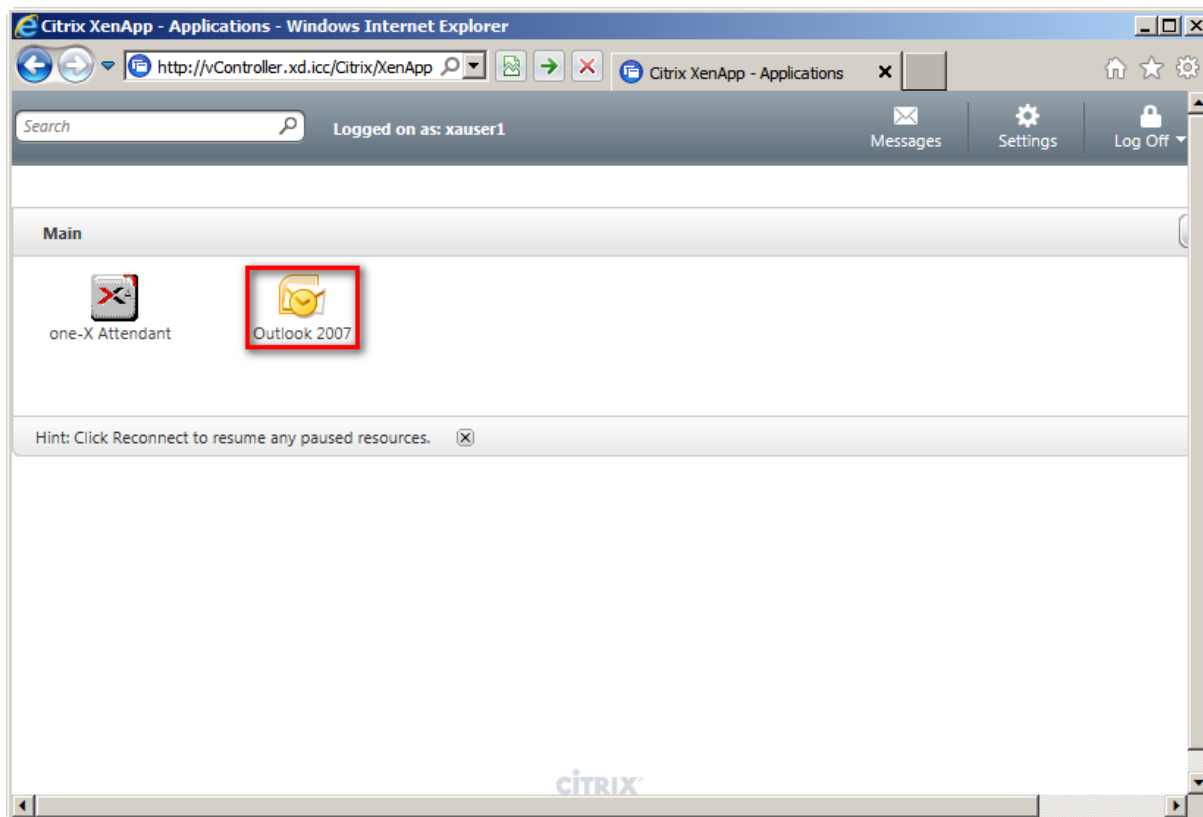 Citrix XenApp - Applications - Windows Internet Explorer
http://vController.xd.icc/Citrix/XenApp
Citrix XenApp - Applications
Search
Logged on as: xauser1
Messages
Settings
Log Off
Main
one-X Attendant
Outlook 2007
Hint: Click Reconnect to resume any paused resources.
CITRIX